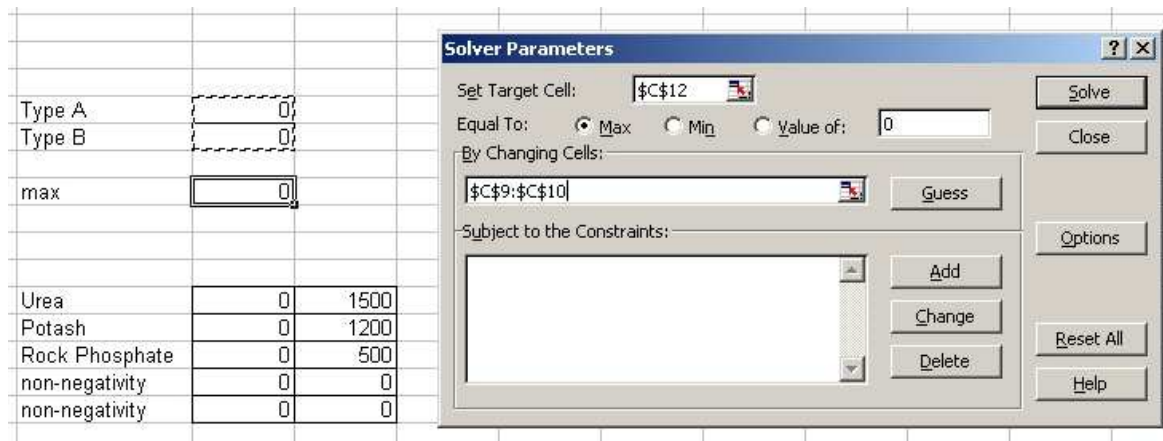 Type A 0
Type B 0
max 0
Urea 0 1500
Potash 0 1200
Rock Phosphate 0 500
non-negativity 0 0
non-negativity 0 0
Solver Parameters
Set Target Cell: $C$12
Solve
Equal To: Max Min Value of: 0
Close
By Changing Cells:
$C$9:$C$10
Guess
Subject to the Constraints:
Options
Add
Change
Reset All
Delete
Help